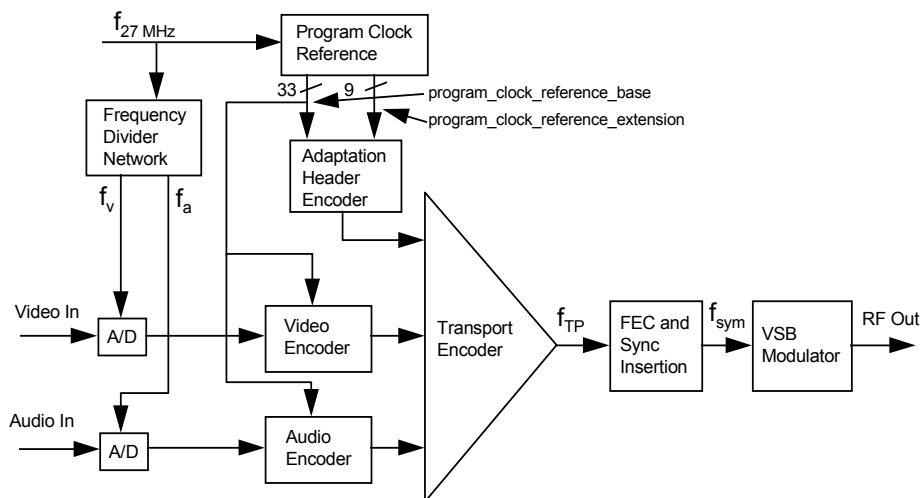 f27 MHz
Program Clock
Reference
33
9
program_clock_reference_base
program_clock_reference_extension
Frequency
Divider
Network
Adaptation
Header
Encoder
fv
fa
Video In
A/D
Video
Encoder
Transport
Encoder
fTP
FEC and
Sync
Insertion
fsym
VSB
Modulator
RF Out
Audio In
A/D
Audio
Encoder